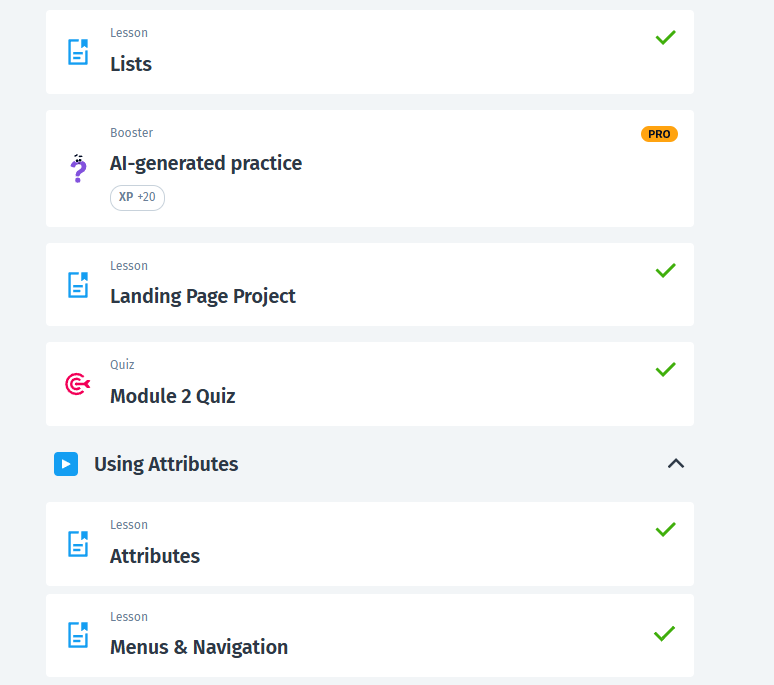 Lesson
Lists
Booster
PRO
AI-generated practice
XP +20
Lesson
Landing Page Project
Quiz
Module 2 Quiz
Using Attributes
Lesson
Attributes
Lesson
Menus & Navigation